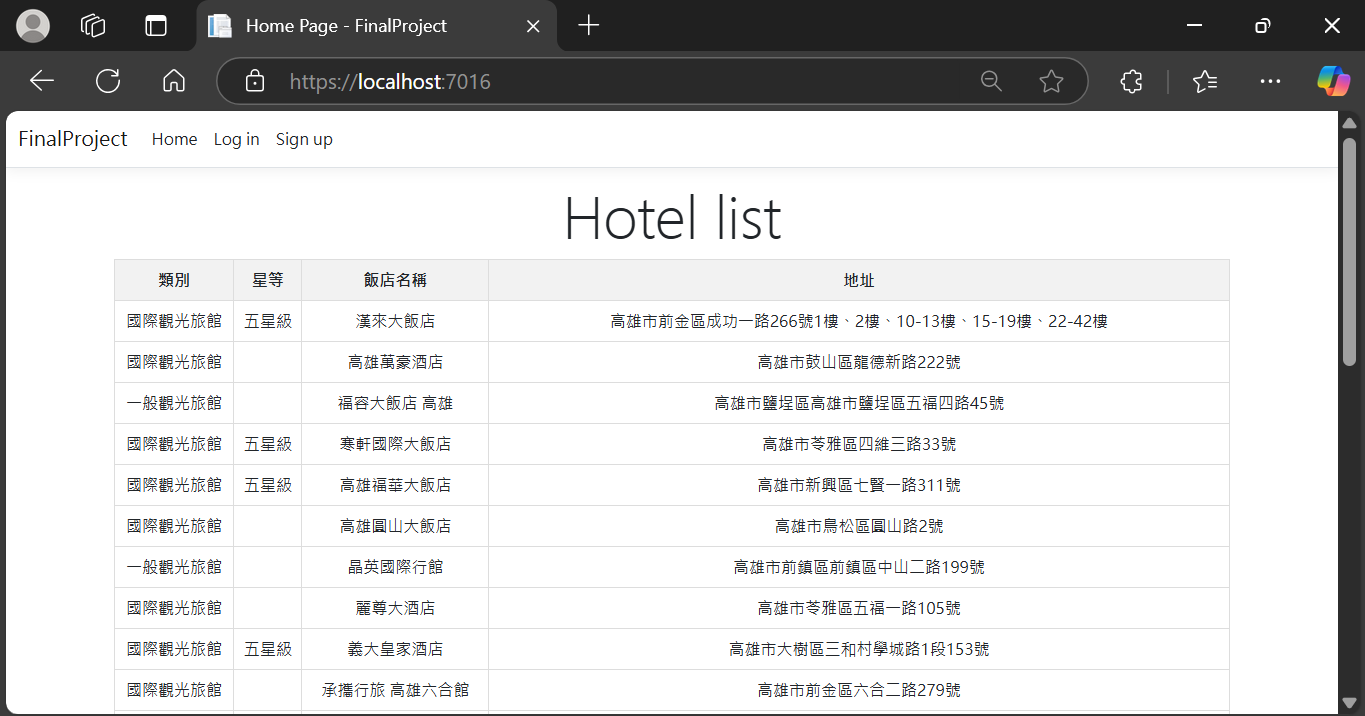 Home Page - FinalProject
https://localhost:7016
FinalProject Home Log in Sign up
Hotel list
類別 星等 飯店名稱 地址
國際觀光旅館 五星級 漢來大飯店 高雄市前金區成功一路266號1樓、2樓、10-13樓、15-19樓、22-42樓
國際觀光旅館 高雄萬豪酒店 高雄市鼓山區龍德新路222號
一般觀光旅館 福容大飯店 高雄 高雄市鹽埕區高雄市鹽埕區五福四路45號
國際觀光旅館 五星級 寒軒國際大飯店 高雄市苓雅區四維三路33號
國際觀光旅館 五星級 高雄福華大飯店 高雄市新興區七賢一路311號
國際觀光旅館 高雄圓山大飯店 高雄市鳥松區圓山路2號
一般觀光旅館 晶英國際行館 高雄市前鎮區前鎮區中山二路199號
國際觀光旅館 麗尊大酒店 高雄市苓雅區五福一路105號
國際觀光旅館 五星級 義大皇家酒店 高雄市大樹區三和村學城路1段153號
國際觀光旅館 承攜行旅 高雄六合館 高雄市前金區六合二路279號